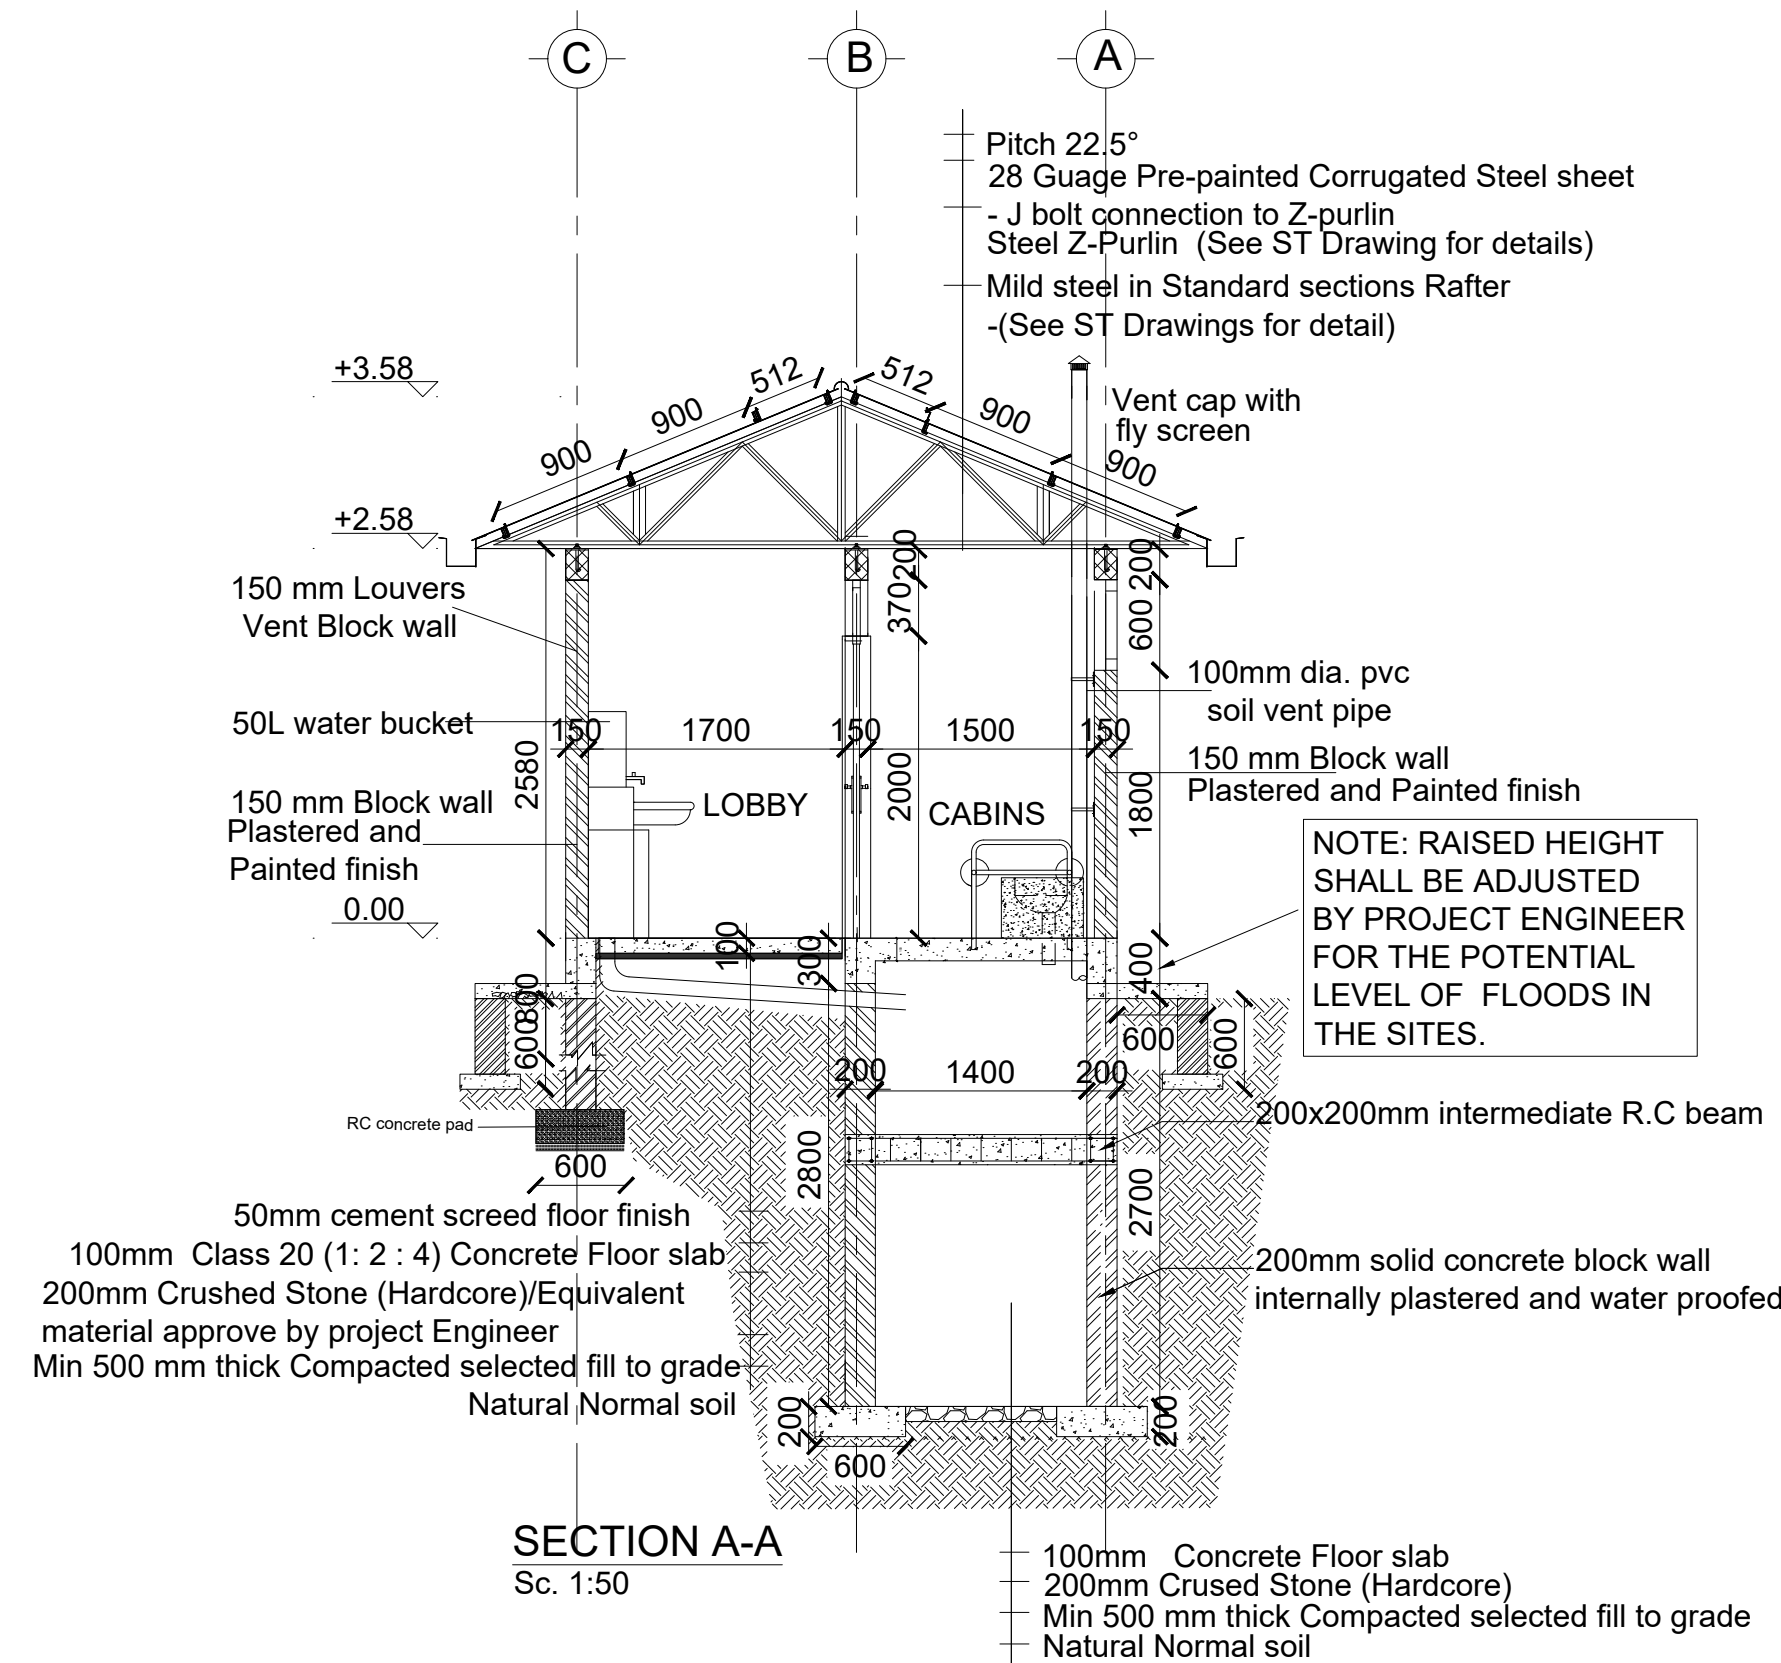 C
B
A
Pitch 22.5°
28 Guage Pre-painted Corrugated Steel sheet
- J bolt connection to Z-purlin
Steel Z-Purlin (See ST Drawing for details)
Mild steel in Standard sections Rafter
-(See ST Drawings for detail)
+3.58
512
512
900
900
900
900
Vent cap with
fly screen
+2.58
200
200
370
600
150 mm Louvers
Vent Block wall
100mm dia. pvc
soil vent pipe
50L water bucket
150
1700
150
1500
150
2580
2000
1800
150 mm Block wall
Plastered and Painted finish
150 mm Block wall
Plastered and
Painted finish
LOBBY
CABINS
NOTE: RAISED HEIGHT
SHALL BE ADJUSTED
BY PROJECT ENGINEER
FOR THE POTENTIAL
LEVEL OF FLOODS IN
THE SITES.
0.00
100
300
400
800
600
600
600
200
1400
200
200x200mm intermediate R.C beam
RC concrete pad
600
2800
2700
50mm cement screed floor finish
100mm Class 20 (1: 2 : 4) Concrete Floor slab
200mm Crushed Stone (Hardcore)/Equivalent
material approve by project Engineer
Min 500 mm thick Compacted selected fill to grade
Natural Normal soil
200mm solid concrete block wall
internally plastered and water proofed
200
200
600
SECTION A-A
Sc. 1:50
100mm Concrete Floor slab
200mm Crused Stone (Hardcore)
Min 500 mm thick Compacted selected fill to grade
Natural Normal soil